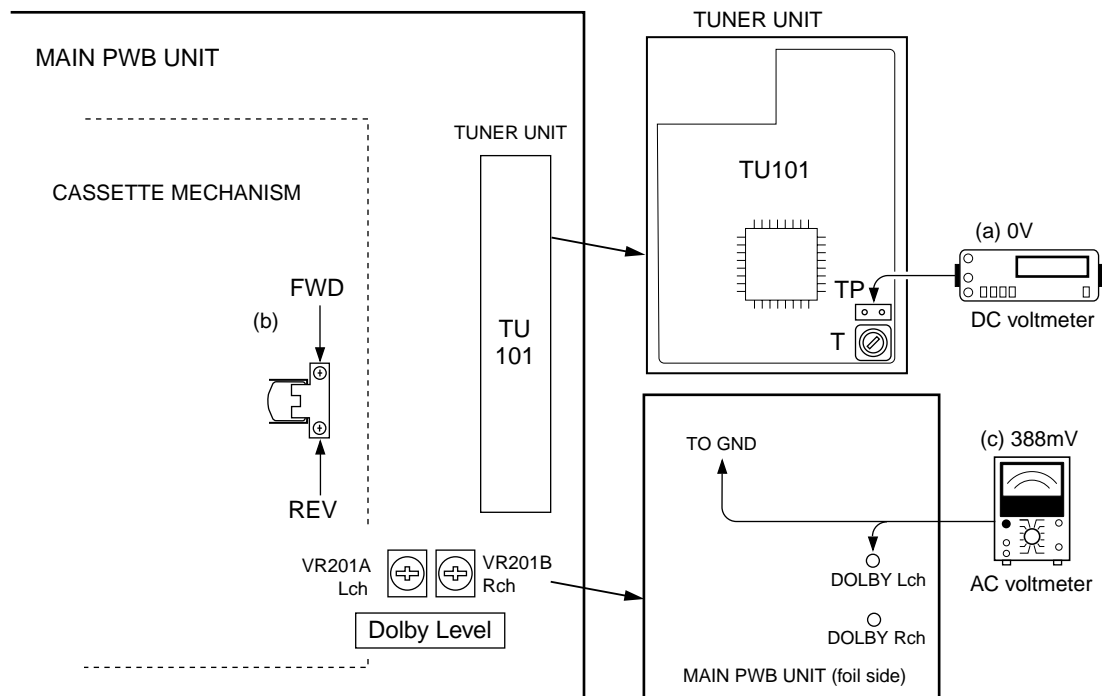 MAIN PWB UNIT
CASSETTE MECHANISM
FWD
(b)
REV
TUNER UNIT
TU
101
VR201A
Lch
VR201B
Rch
Dolby Level
TUNER UNIT
TU101
TP
T
(a) 0V
DC voltmeter
TO GND
(c) 388mV
AC voltmeter
DOLBY Lch
DOLBY Rch
MAIN PWB UNIT (foil side)